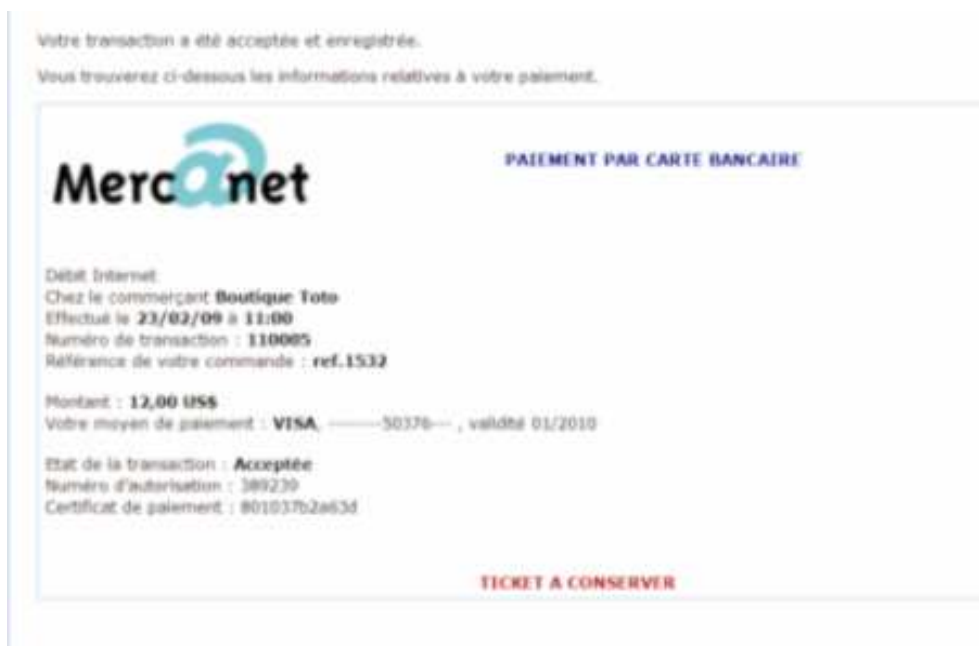 Votre transaction a été acceptée et enregistrée.
Vous trouverez ci-dessous les informations relatives à votre paiement.
Merc@net
PAIEMENT PAR CARTE BANCAIRE
Débit Internet
Chez le commerçant Boutique Toto
Effectué le 23/02/09 à 11:00
Numéro de transaction : 110005
Référence de votre commande : ref.1532
Montant : 12,00 US$
Votre moyen de paiement : VISA, --------50376--- , validité 01/2010
Etat de la transaction : Acceptée
Numéro d'autorisation : 389239
Certificat de paiement : 801037b2a63d
TICKET A CONSERVER